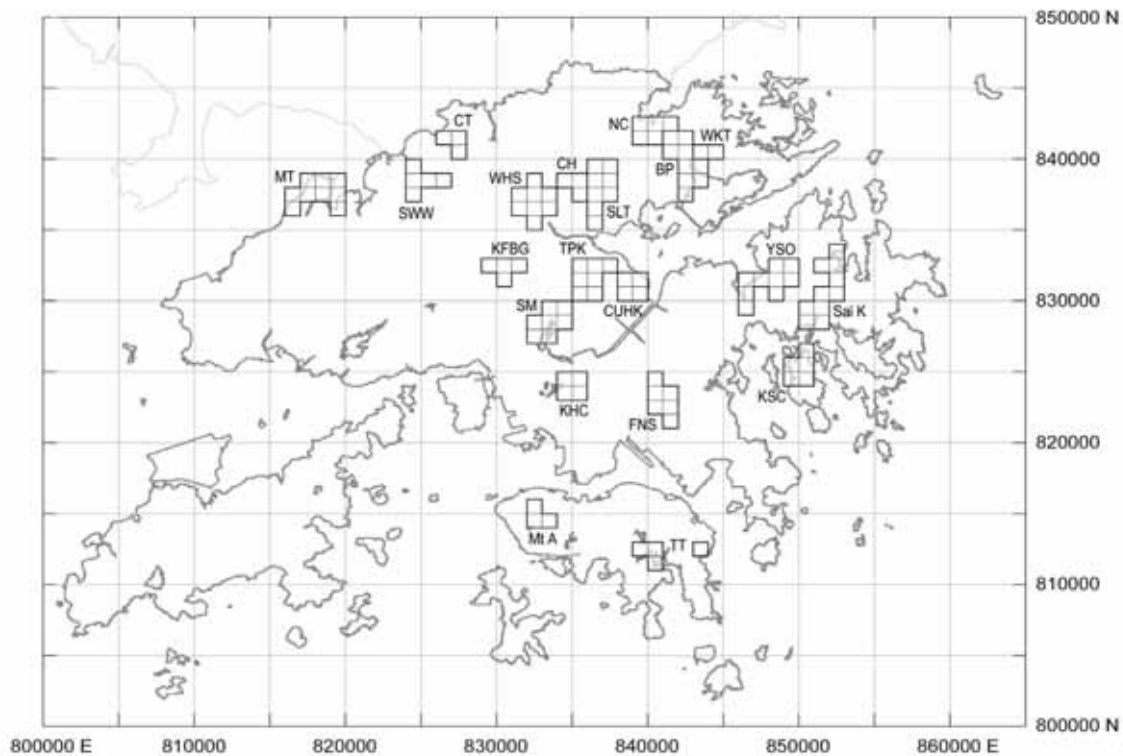 850000 N
CT
NC
WKT
840000
MT
WHS
CH
BP
SWW
SLT
KFBG
TPK
YSO
SM
CUHK
Sai K
830000
KHC
KSC
FNS
820000
Mt A
TT
810000
800000 N
800000 E
810000
820000
830000
840000
850000
860000 E